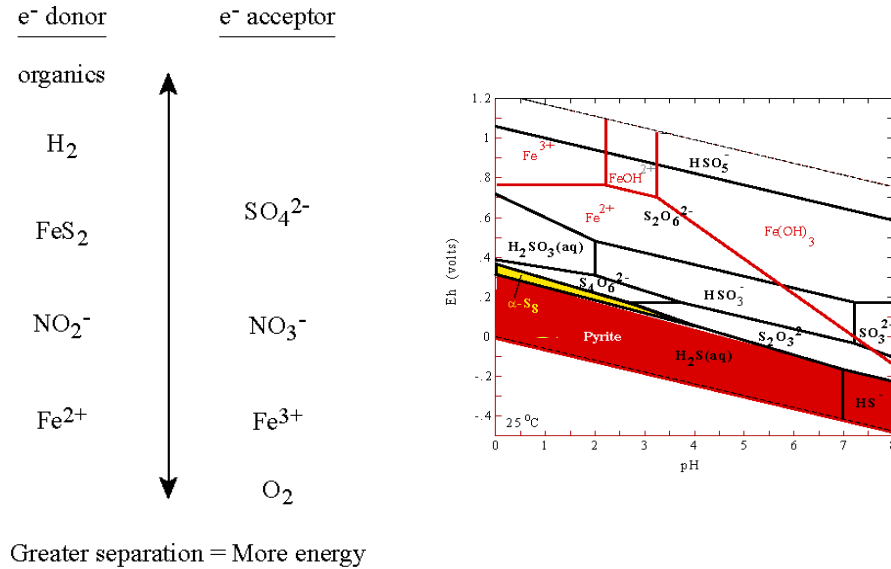 e⁻ donor
e⁻ acceptor
organics
H₂
SO₄²⁻
FeS₂
NO₂⁻
NO₃⁻
Fe²⁺
Fe³⁺
O₂
Greater separation = More energy
1.2
1
.8
.6
.4
.2
0
-.2
-.4
Eh (volts)
Fe³⁺
FeOH²⁺
HSO₅⁻
Fe²⁺
S₂O₆²⁻
Fe(OH)₃
H₂SO₃(aq)
S₄O₆²⁻
HSO₃⁻
α-S₈
SO₃²⁻
S₂O₃²⁻
Pyrite
H₂S(aq)
HS
25 °C
0 1 2 3 4 5 6 7 8
pH